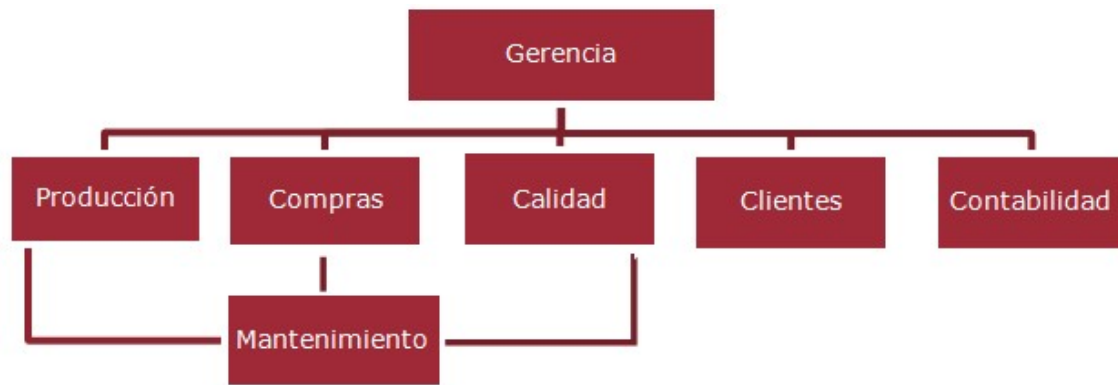 Gerencia
Producción
Compras
Calidad
Clientes
Contabilidad
Mantenimiento